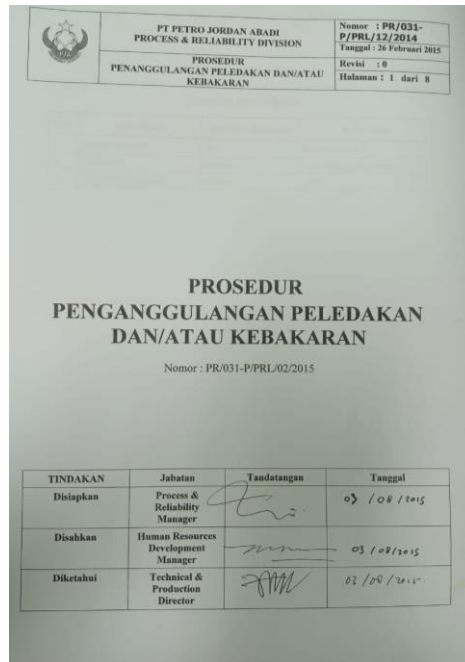 PT PETRO JORDAN ABADI
PROCESS & RELIABILITY DIVISION
Nomor : PR/031-
P/PRL/12/2014
Tanggal : 26 Februari 2015
PROSEDUR
PENANGGULANGAN PELEDAKAN DAN/ATAU
KEBAKARAN
Revisi : 0
Halaman : 1 dari 8
PROSEDUR
PENGANGGULANGAN PELEDAKAN
DAN/ATAU KEBAKARAN
Nomor : PR/031-P/PRL/02/2015
TINDAKAN Jabatan Tandatangan Tanggal
Disiapkan Process &
Reliability
Manager
03 / 08 / 2015
Disahkan Human Resources
Development
Manager
03 / 08 / 2015
Diketahui Technical &
Production
Director
03 / 08 / 2015